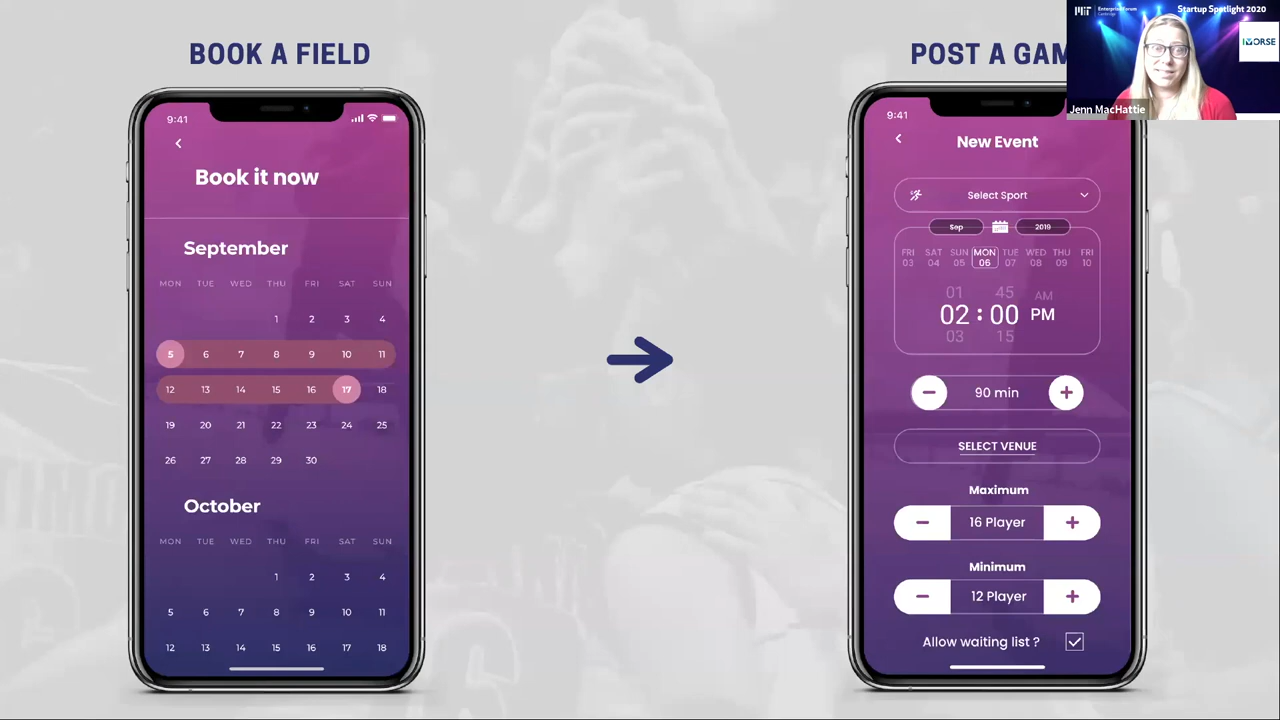 BOOK A FIELD
9:41
Book it now
September
MON TUE WED THU FRI SAT SUN
1 2 3 4
5 6 7 8 9 10 11
12 13 14 15 16 17 18
19 20 21 22 23 24 25
26 27 28 29 30
October
MON TUE WED THU FRI SAT SUN
1 2 3 4
5 6 7 8 9 10 11
12 13 14 15 16 17 18
POST A GAM
9:41
New Event
Select Sport
Sep 2019
FRI SAT SUN MON TUE WED THU FRI
03 04 05 06 07 08 09 10
01 45 AM
02 : 00 PM
03 15
90 min
SELECT VENUE
Maximum
16 Player
Minimum
12 Player
Allow waiting list ?
MIT Enterprise Forum
Cambridge
Startup Spotlight 2020
IMORSE
Jenn MacHattie